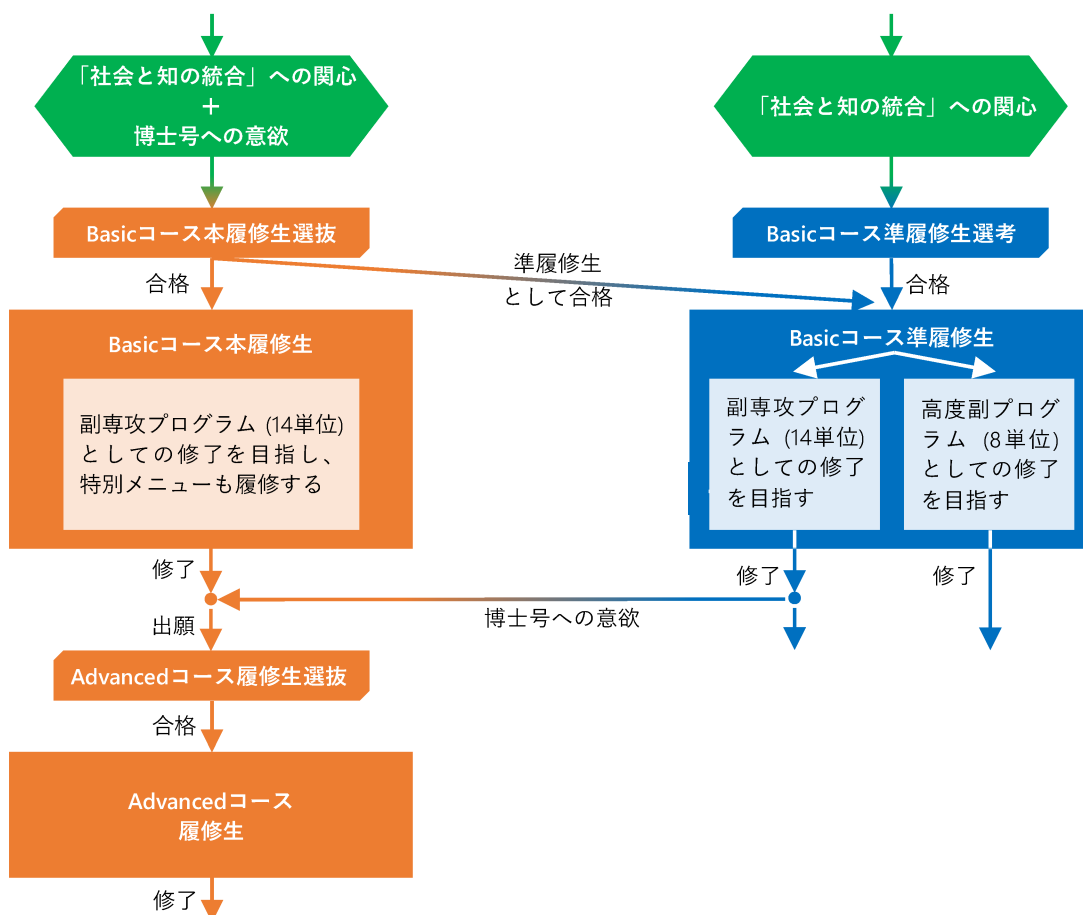 「社会と知の統合」への関心
＋
博士号への意欲
「社会と知の統合」への関心
Basicコース本履修生選抜
Basicコース準履修生選考
合格
準履修生
として合格
合格
Basicコース本履修生
Basicコース準履修生
副専攻プログラム (14単位)
としての修了を目指し、
特別メニューも履修する
副専攻プログ
ラム (14単位)
としての修了
を目指す
高度副プログ
ラム (8単位)
としての修了
を目指す
修了
修了
修了
博士号への意欲
出願
Advancedコース履修生選抜
合格
Advancedコース
履修生
修了